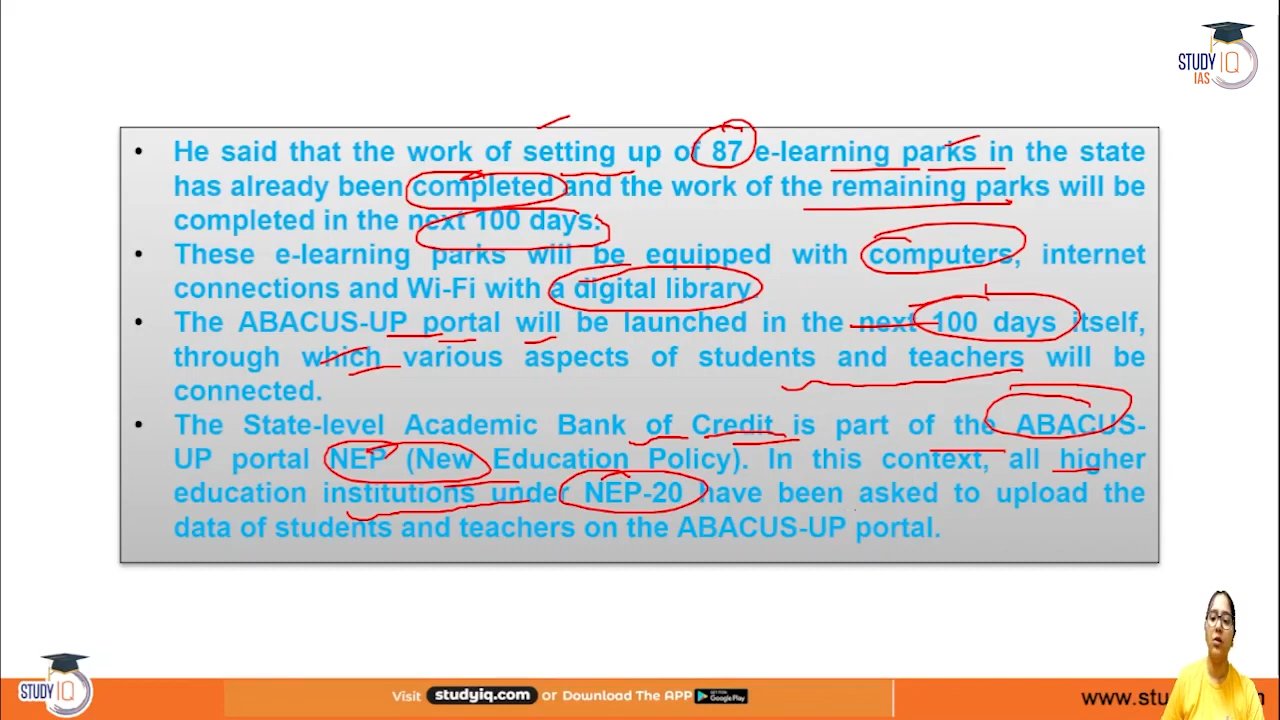 STUDY IQ
IAS
• He said that the work of setting up of 87 e-learning parks in the state
has already been completed and the work of the remaining parks will be
completed in the next 100 days.
• These e-learning parks will be equipped with computers, internet
connections and Wi-Fi with a digital library.
• The ABACUS-UP portal will be launched in the next 100 days itself,
through which various aspects of students and teachers will be
connected.
• The State-level Academic Bank of Credit is part of the ABACUS-
UP portal NEP (New Education Policy). In this context, all higher
education institutions under NEP-20 have been asked to upload the
data of students and teachers on the ABACUS-UP portal.
STUDY IQ
Visit studyiq.com or Download The APP Google Play